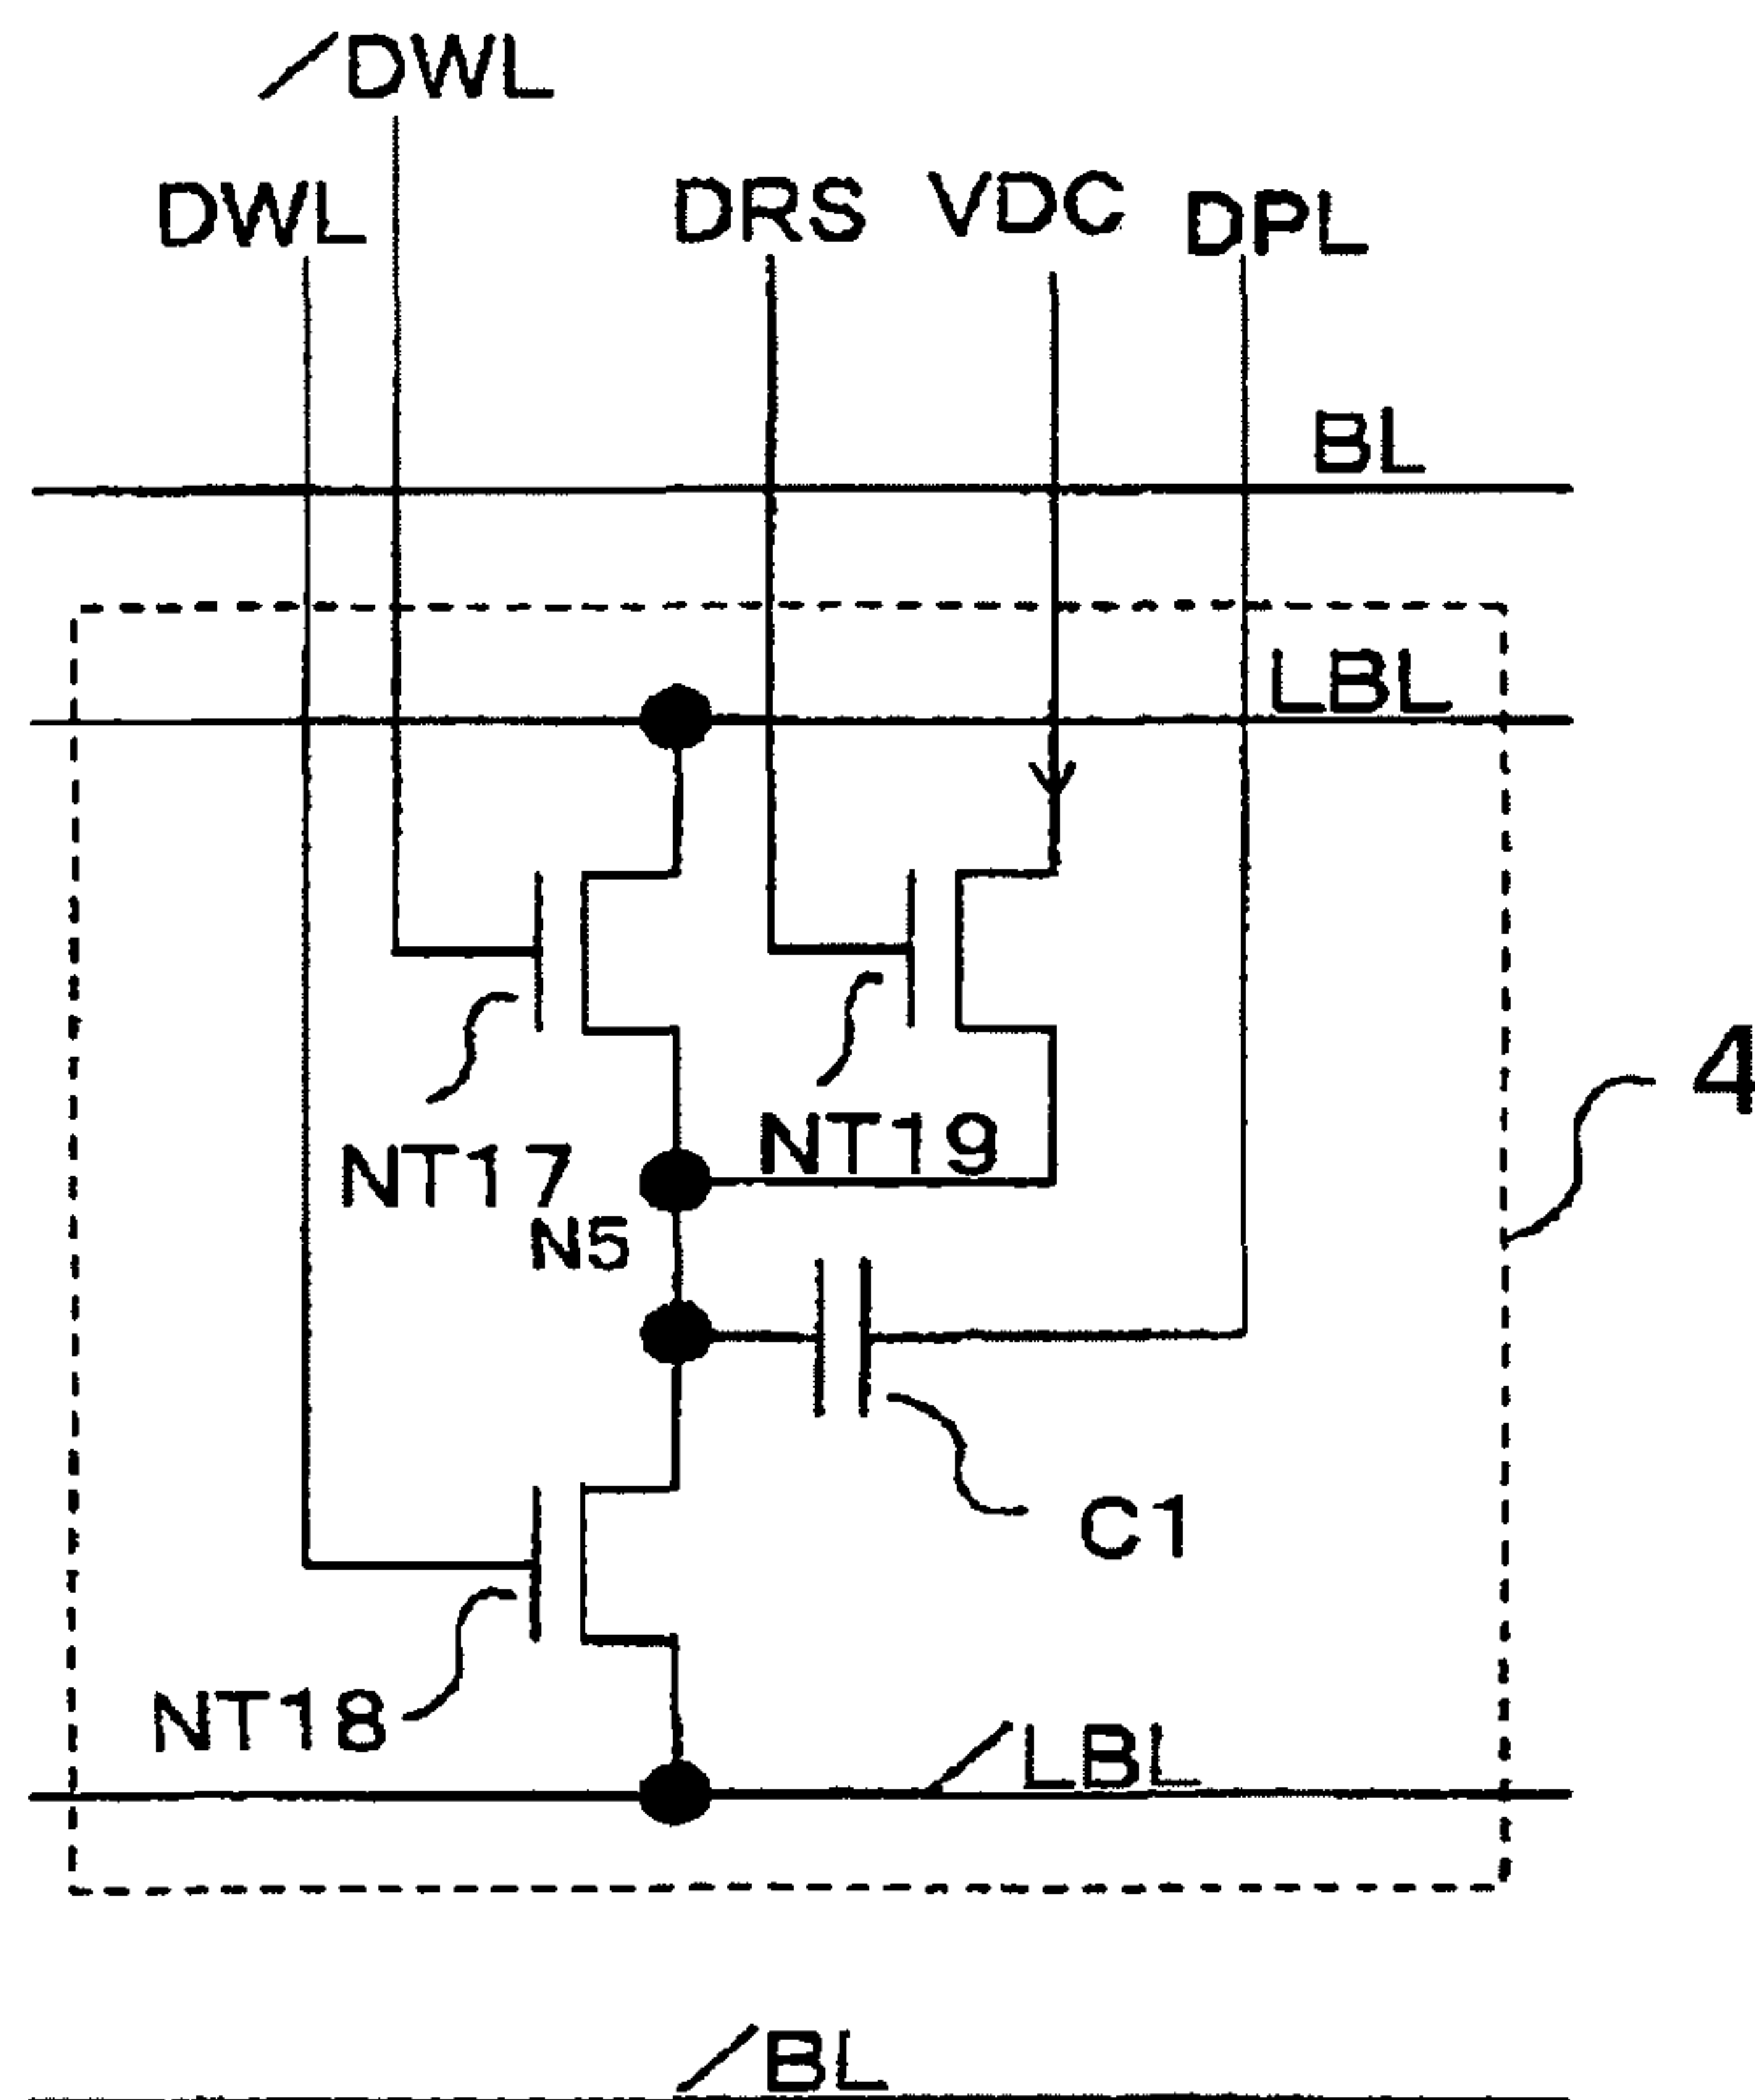 /DWL
DWL
DRS
VDC
DPL
BL
LBL
4
NT19
NT17
N5
C1
NT18
/LBL
/BL